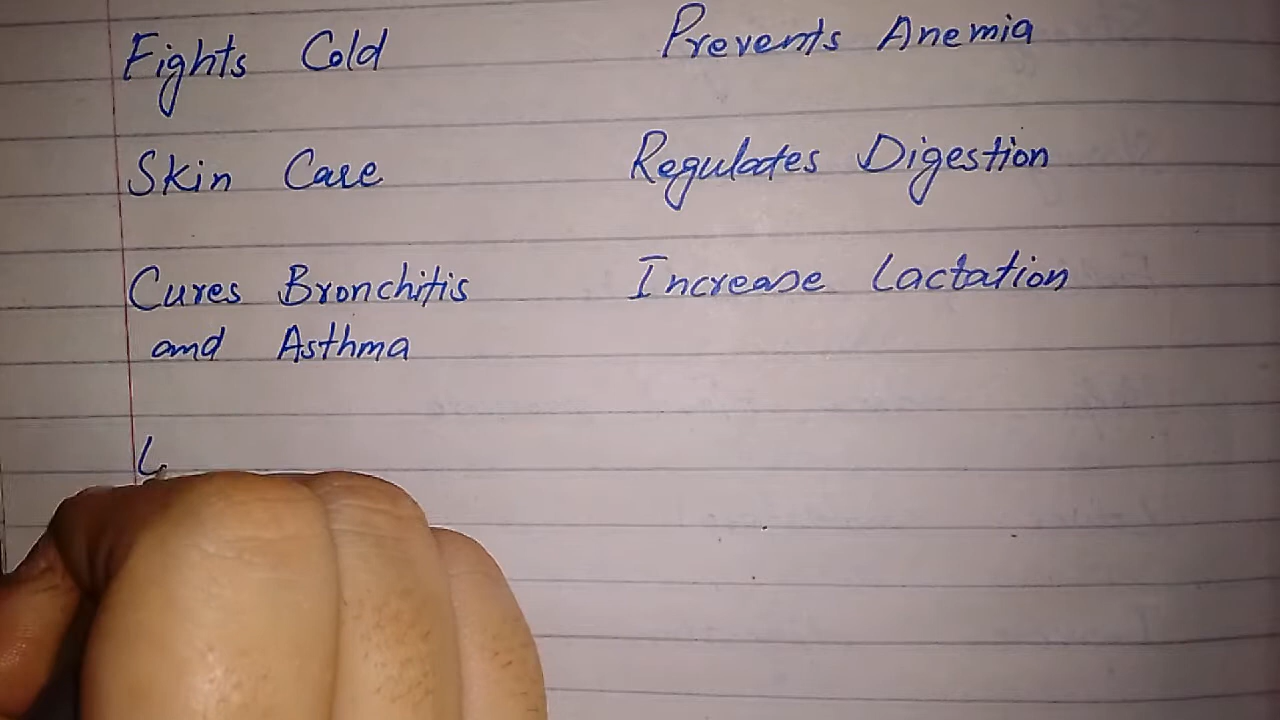 Fights Cold
Prevents Anemia
Skin Care
Regulates Digestion
Cures Bronchitis
and Asthma
Increase Lactation